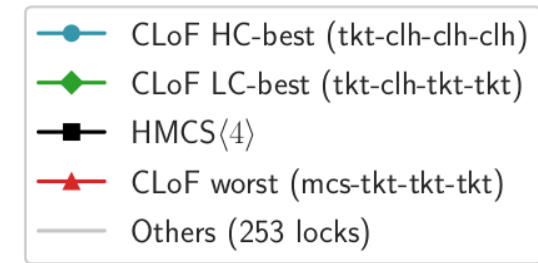 CLoF HC-best (tkt-clh-clh-clh)
CLoF LC-best (tkt-clh-tkt-tkt)
HMCS⟨4⟩
CLoF worst (mcs-tkt-tkt-tkt)
Others (253 locks)